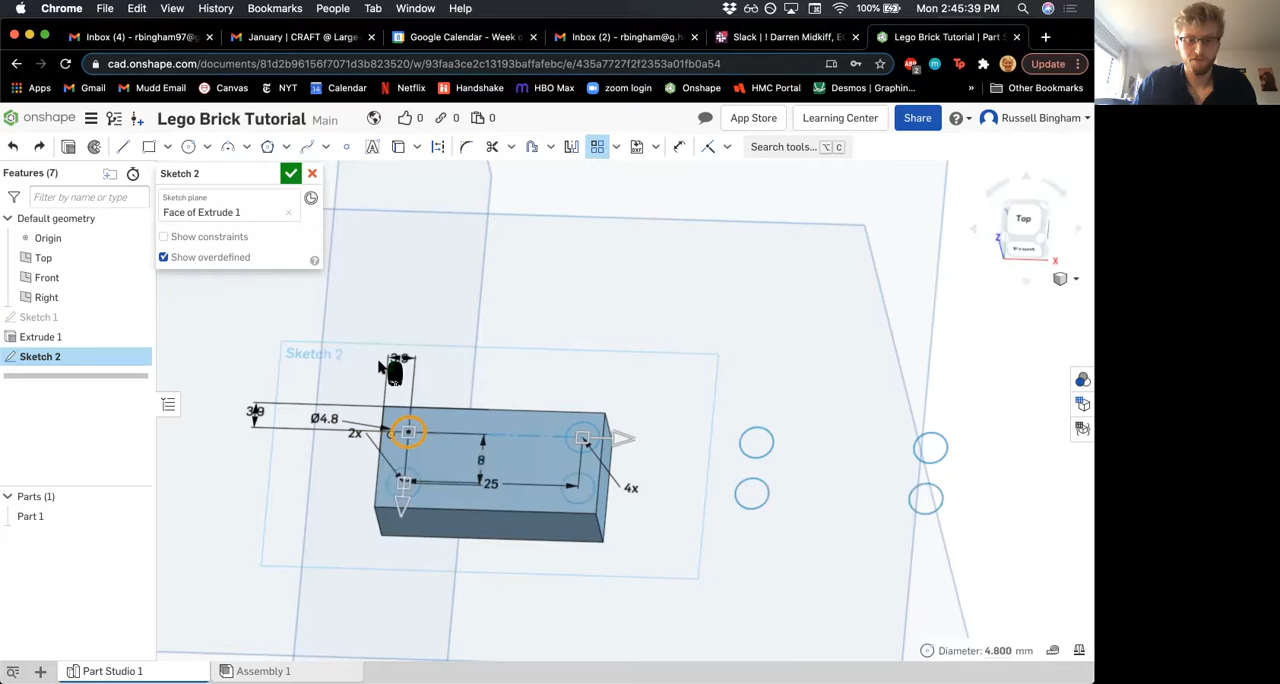 Chrome File Edit View History Bookmarks People Tab Window Help
100% Mon 2:45:39 PM
Inbox (4) - rbingham97@g
January | CRAFT @ Large
Google Calendar - Week o
Inbox (2) - rbingham@g.h
Slack | ! Darren Midkiff, E
Lego Brick Tutorial | Part S
cad.onshape.com/documents/81d2b96156f7071d3b823520/w/93faa3ce2c13193baffafebc/e/435a7727f2f2353a01fb0a54
Update
Apps Gmail Mudd Email Canvas NYT Calendar Netflix Handshake HBO Max zoom login Onshape HMC Portal Desmos | Graphin... » Other Bookmarks
onshape Lego Brick Tutorial Main 0 0 0 App Store Learning Center Share Russell Bingham
Search tools... ⌥ C
Features (7)
Filter by name or type
Default geometry
Origin
Top
Front
Right
Sketch 1
Extrude 1
Sketch 2
Parts (1)
Part 1
Sketch 2
Sketch plane
Face of Extrude 1
Show constraints
Show overdefined
Top
Front
Z
X
Sketch 2
3.9
3.9
Ø4.8
2x
8
25
4x
Diameter: 4.800 mm
Part Studio 1
Assembly 1